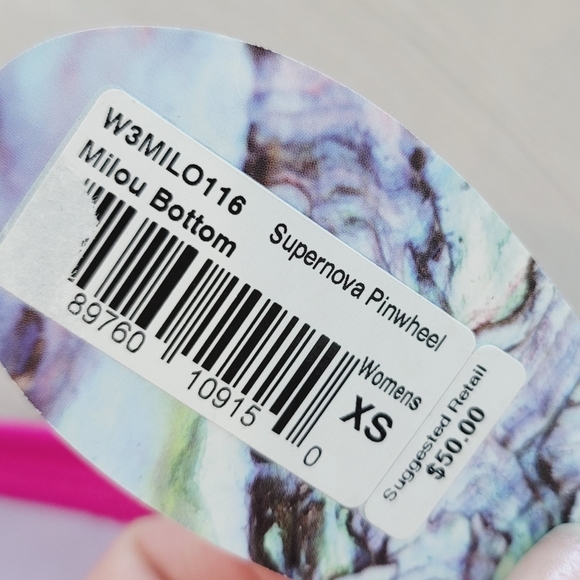 W3MILO116
Milou Bottom
Supernova Pinwheel
89760 10915 0
Womens
XS
Suggested Retail
$50.00